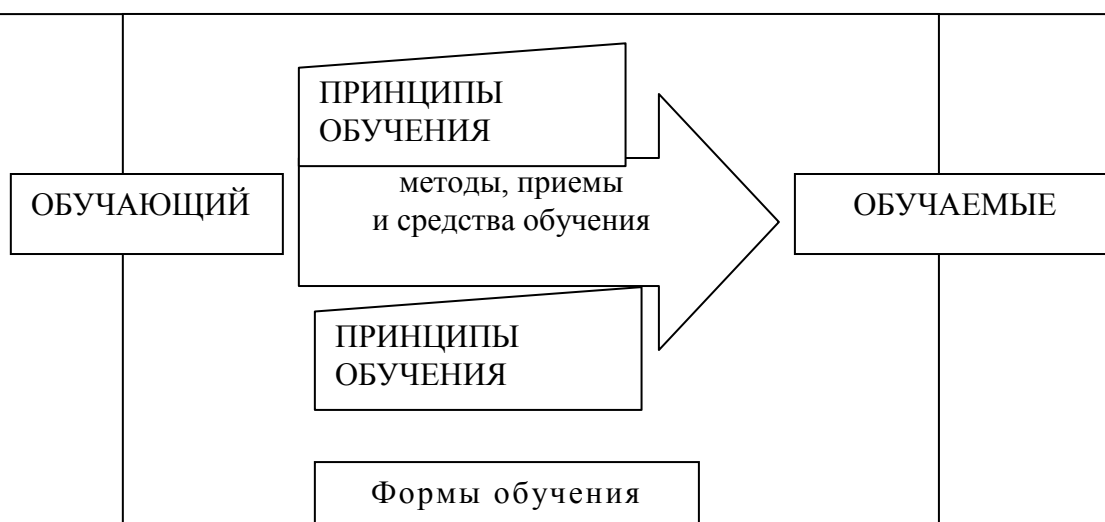 ПРИНЦИПЫ
ОБУЧЕНИЯ
методы, приемы
и средства обучения
ОБУЧАЮЩИЙ
ОБУЧАЕМЫЕ
ПРИНЦИПЫ
ОБУЧЕНИЯ
Формы обучения